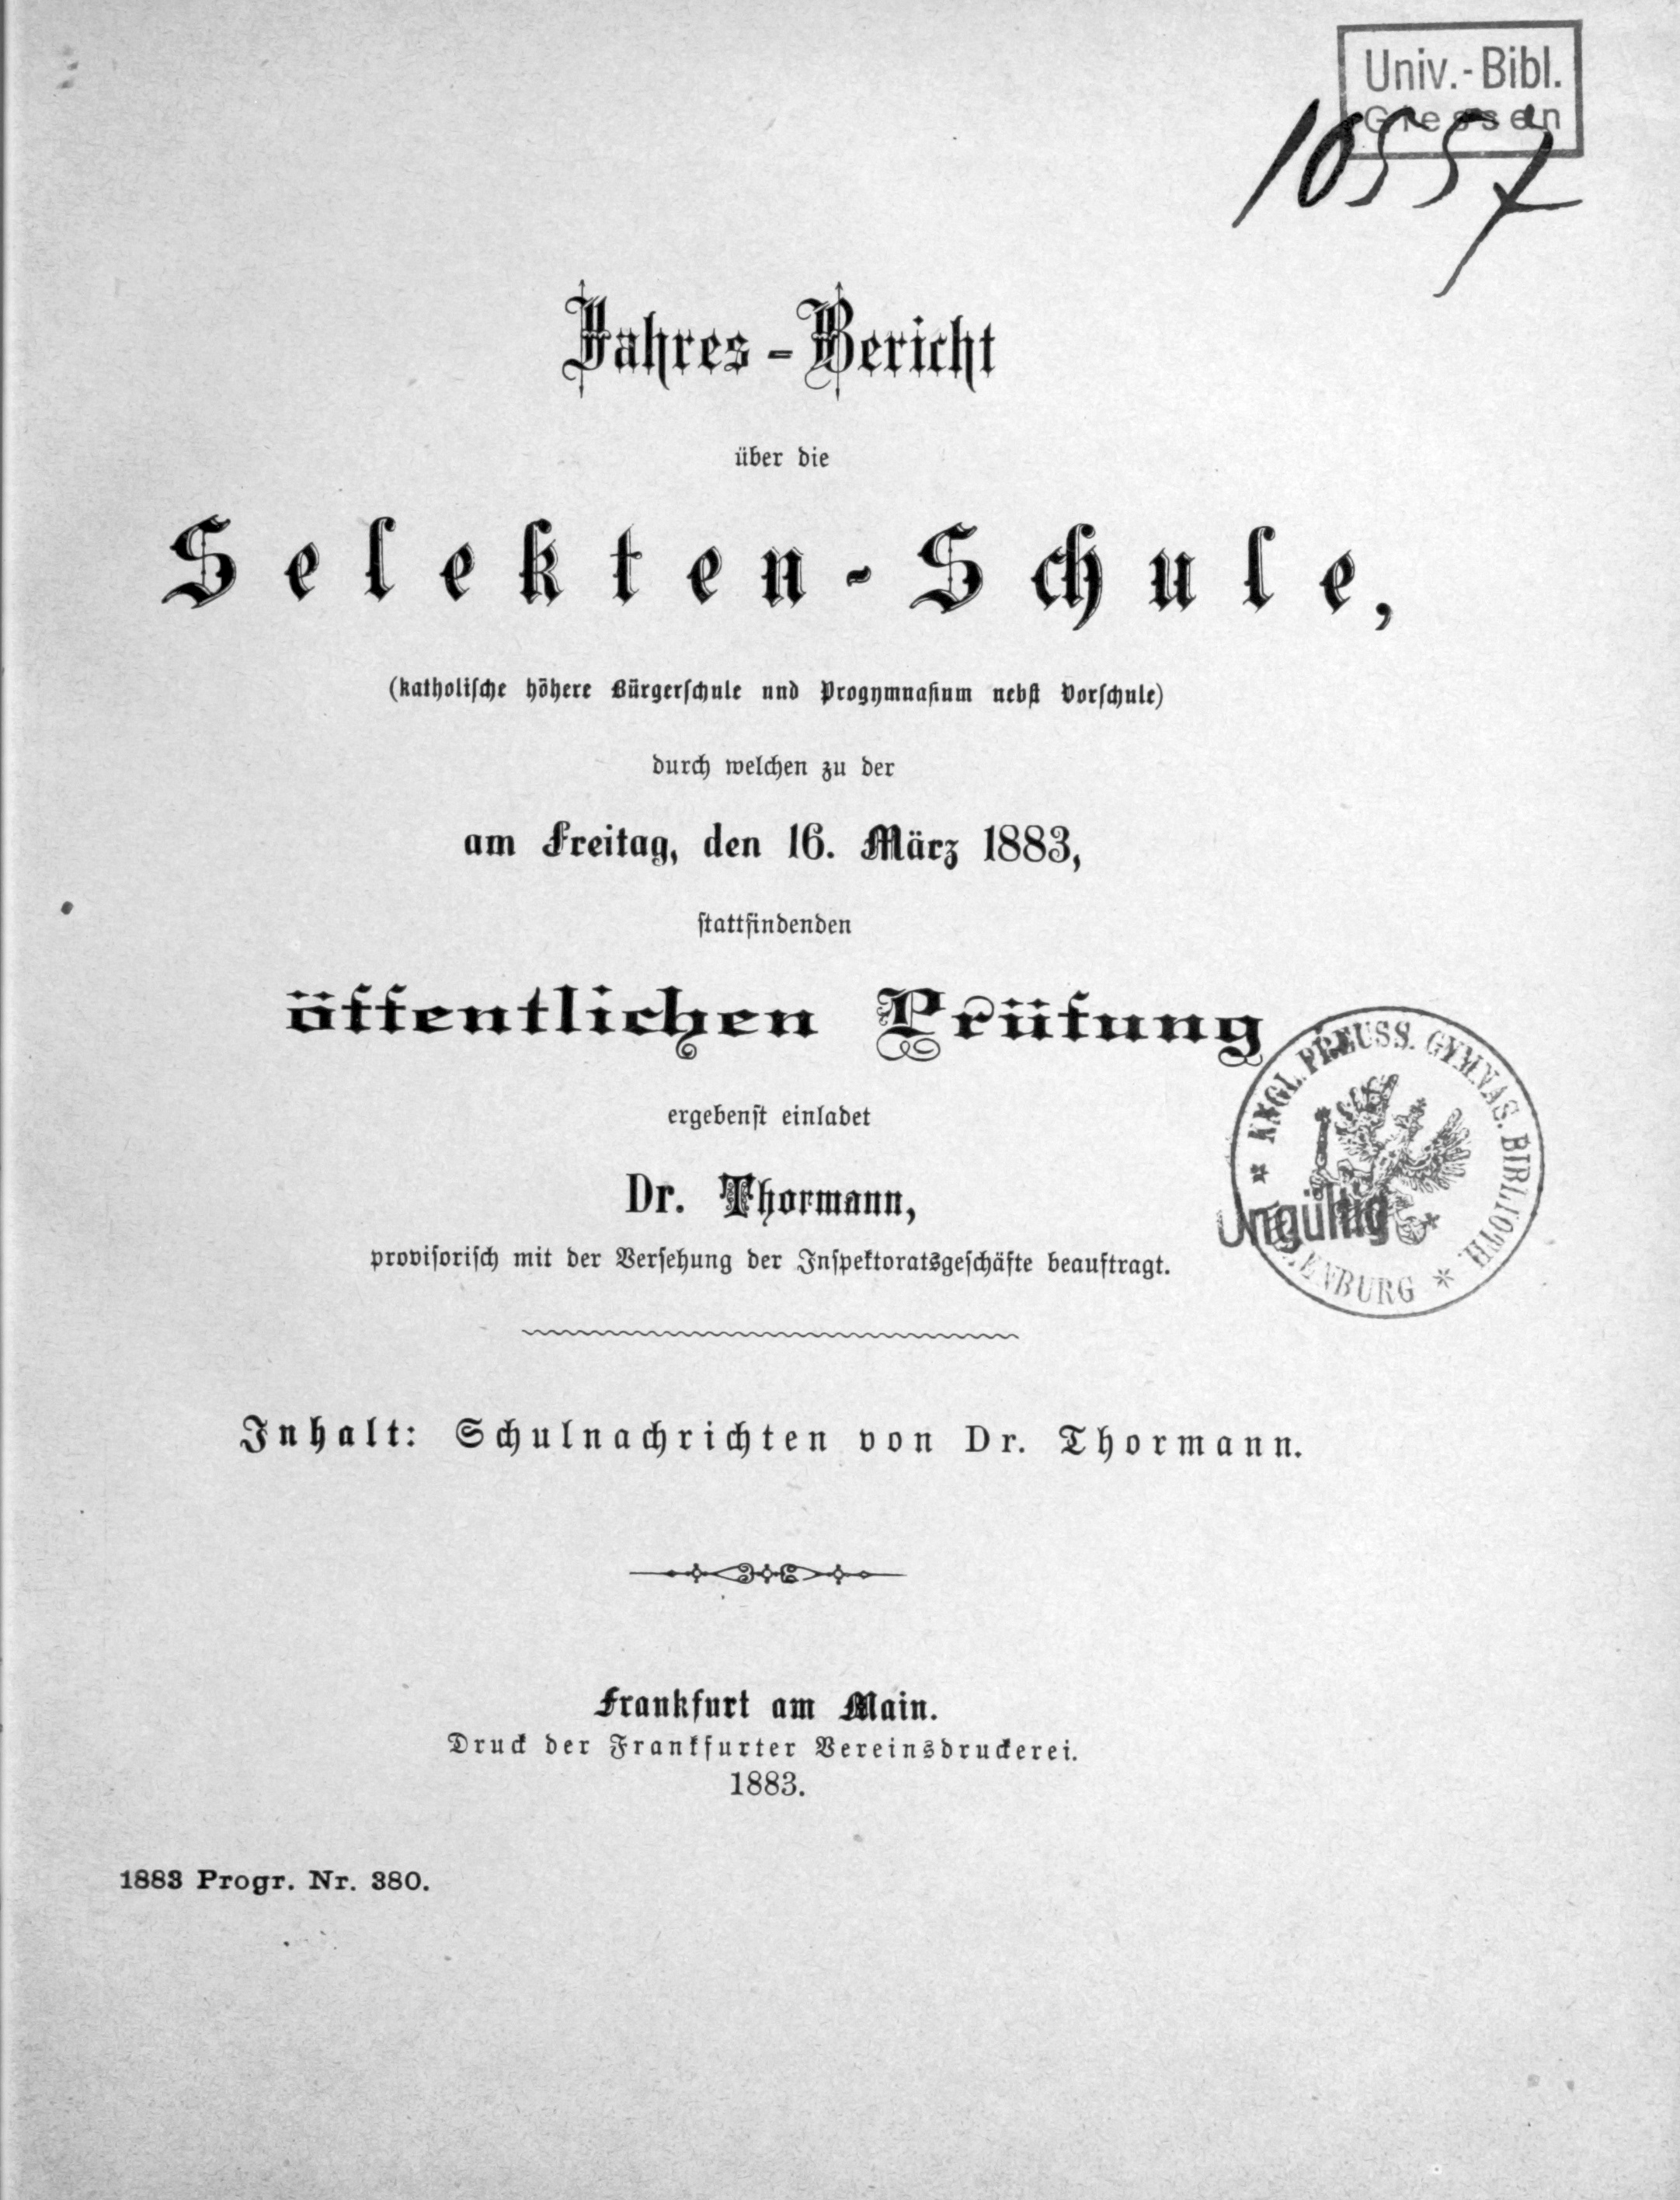 Univ.-Bibl.
Giessen
10557
Jahres-Bericht
über die
Selekten-Schule,
(katholische höhere Bürgerschule und Progymnasium nebst Vorschule)
durch welchen zu der
am Freitag, den 16. März 1883,
stattfindenden
öffentlichen Prüfung
ergebenst einladet
Dr. Thormann,
provisorisch mit der Versehung der Inspektoratsgeschäfte beauftragt.
* KNGL. PREUSS. GYMNAS. BIBLIOTH. *
Ungültig
Inhalt: Schulnachrichten von Dr. Thormann.
Frankfurt am Main.
Druck der Frankfurter Vereinsdruckerei.
1883.
1883 Progr. Nr. 380.